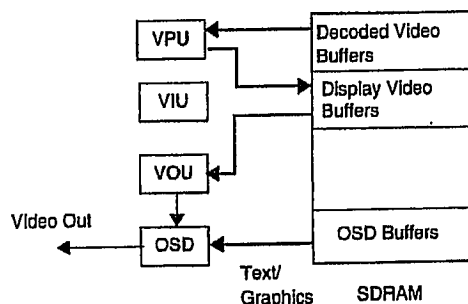 VPU
Decoded Video
Buffers
VIU
Display Video
Buffers
VOU
Video Out
OSD
OSD Buffers
Text/
Graphics
SDRAM